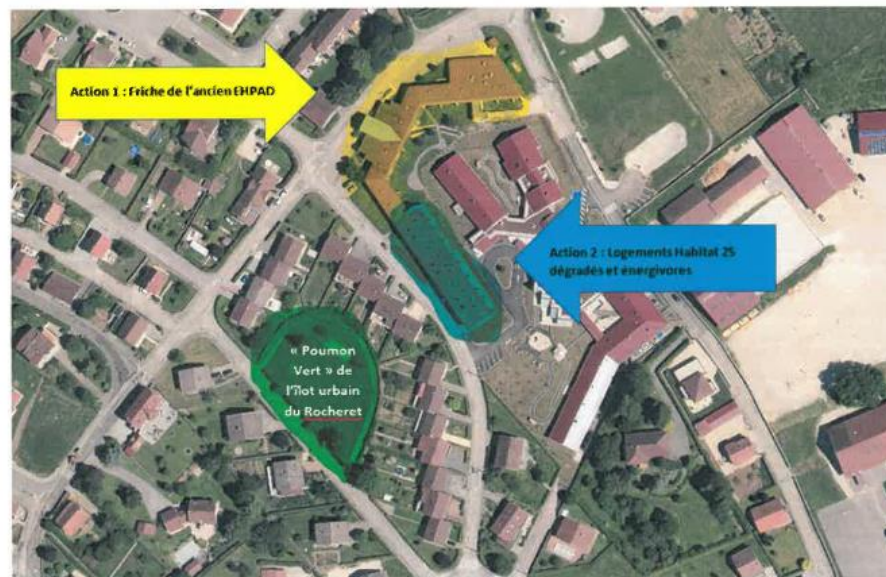 Action 1 : Friche de l'ancien EHPAD
Action 2 : Logements Habitat 25
dégradés et énergivores
« Poumon
Vert » de
l'îlot urbain
du Rocheret